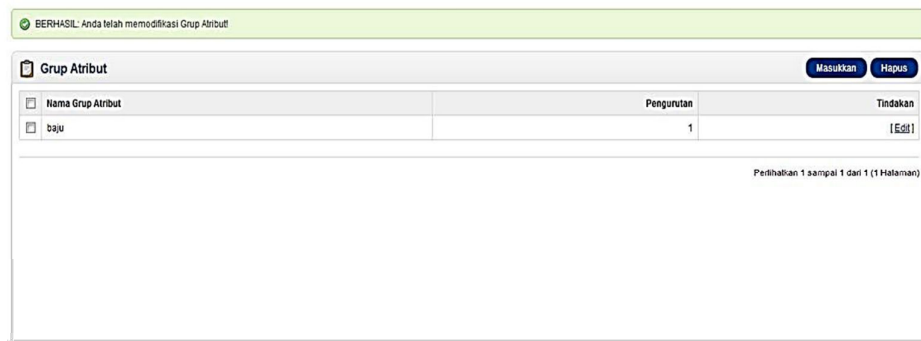 BERHASIL: Anda telah memodifikasi Grup Atribut!
Grup Atribut Masukkan Hapus
Nama Grup Atribut Pengurutan Tindakan
baju 1 [ Edit ]
Perlihatkan 1 sampai 1 dari 1 (1 Halaman)